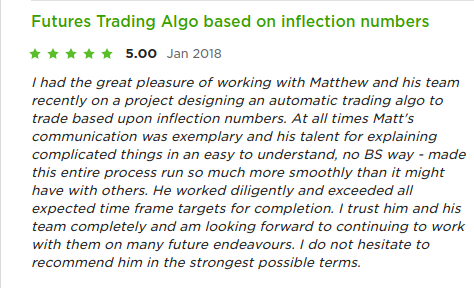 Futures Trading Algo based on inflection numbers
5.00 Jan 2018
I had the great pleasure of working with Matthew and his team
recently on a project designing an automatic trading algo to
trade based upon inflection numbers. At all times Matt's
communication was exemplary and his talent for explaining
complicated things in an easy to understand, no BS way - made
this entire process run so much more smoothly than it might
have with others. He worked diligently and exceeded all
expected time frame targets for completion. I trust him and his
team completely and am looking forward to continuing to work
with them on many future endeavours. I do not hesitate to
recommend him in the strongest possible terms.